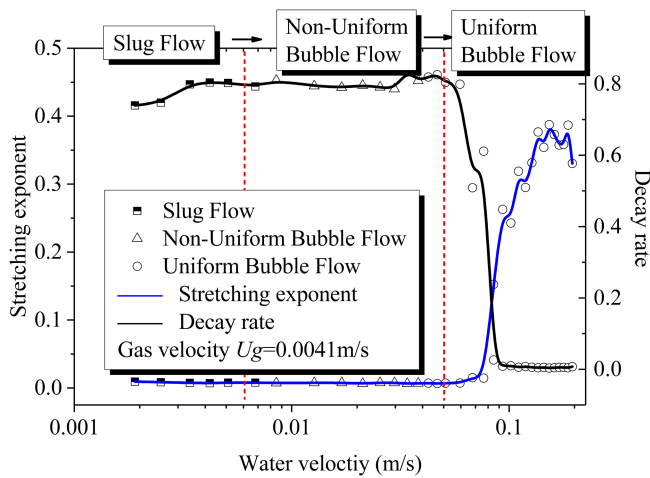 Slug Flow
Non-Uniform
Bubble Flow
Uniform
Bubble Flow
0.5
0.4
0.3
0.2
0.1
0.0
Stretching exponent
0.8
0.6
0.4
0.2
0.0
Decay rate
Slug Flow
Non-Uniform Bubble Flow
Uniform Bubble Flow
Stretching exponent
Decay rate
Gas velocity Ug=0.0041m/s
0.001
0.01
0.1
Water veloctiy (m/s)